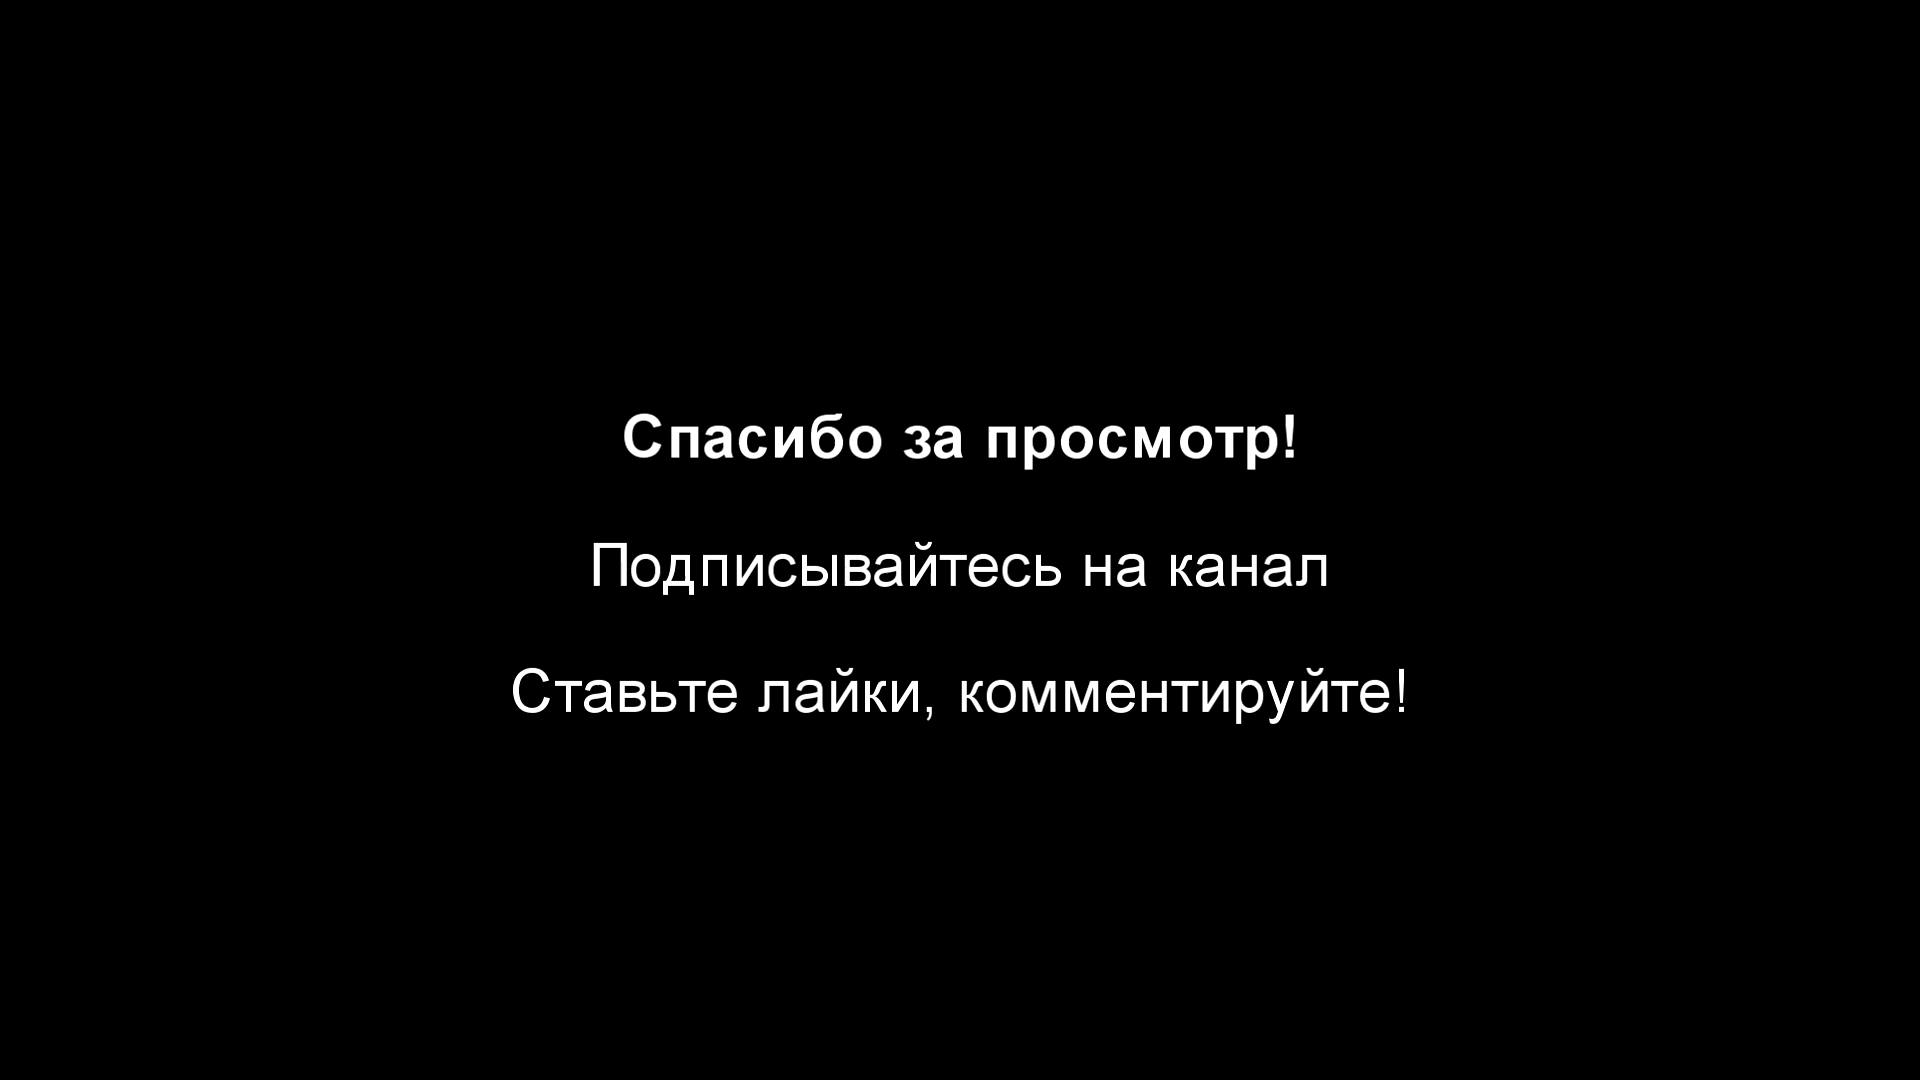 Спасибо за просмотр!
Подписывайтесь на канал
Ставьте лайки, комментируйте!